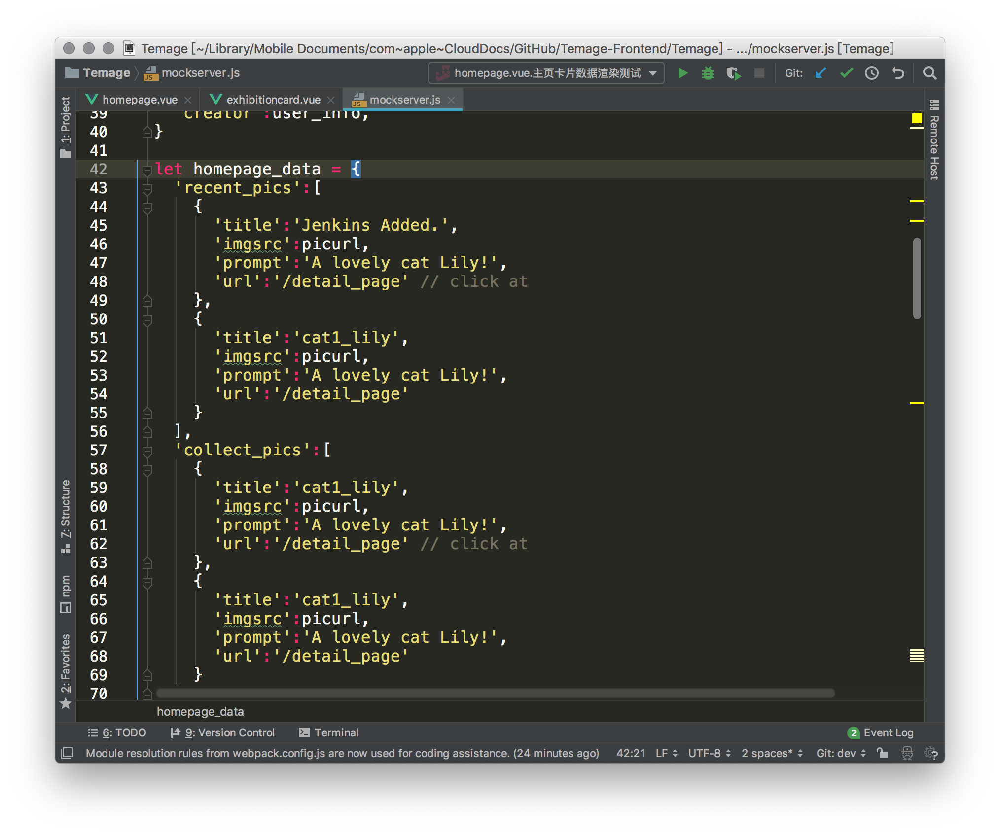 Temage [~/Library/Mobile Documents/com~apple~CloudDocs/GitHub/Temage-Frontend/Temage] - .../mockserver.js [Temage]
Temage mockserver.js homepage.vue.主页卡片数据渲染测试 Git:
homepage.vue exhibitioncard.vue mockserver.js
1: Project
7: Structure
npm
2: Favorites
Remote Host
39 'creator':user_info,
40 }
41
42 let homepage_data = {
43 'recent_pics':[
44 {
45 'title':'Jenkins Added.',
46 'imgsrc':picurl,
47 'prompt':'A lovely cat Lily!',
48 'url':'/detail_page' // click at
49 },
50 {
51 'title':'cat1_lily',
52 'imgsrc':picurl,
53 'prompt':'A lovely cat Lily!',
54 'url':'/detail_page'
55 }
56 ],
57 'collect_pics':[
58 {
59 'title':'cat1_lily',
60 'imgsrc':picurl,
61 'prompt':'A lovely cat Lily!',
62 'url':'/detail_page' // click at
63 },
64 {
65 'title':'cat1_lily',
66 'imgsrc':picurl,
67 'prompt':'A lovely cat Lily!',
68 'url':'/detail_page'
69 }
70
homepage_data
6: TODO 9: Version Control Terminal 2 Event Log
Module resolution rules from webpack.config.js are now used for coding assistance. (24 minutes ago) 42:21 LF UTF-8 2 spaces* Git: dev